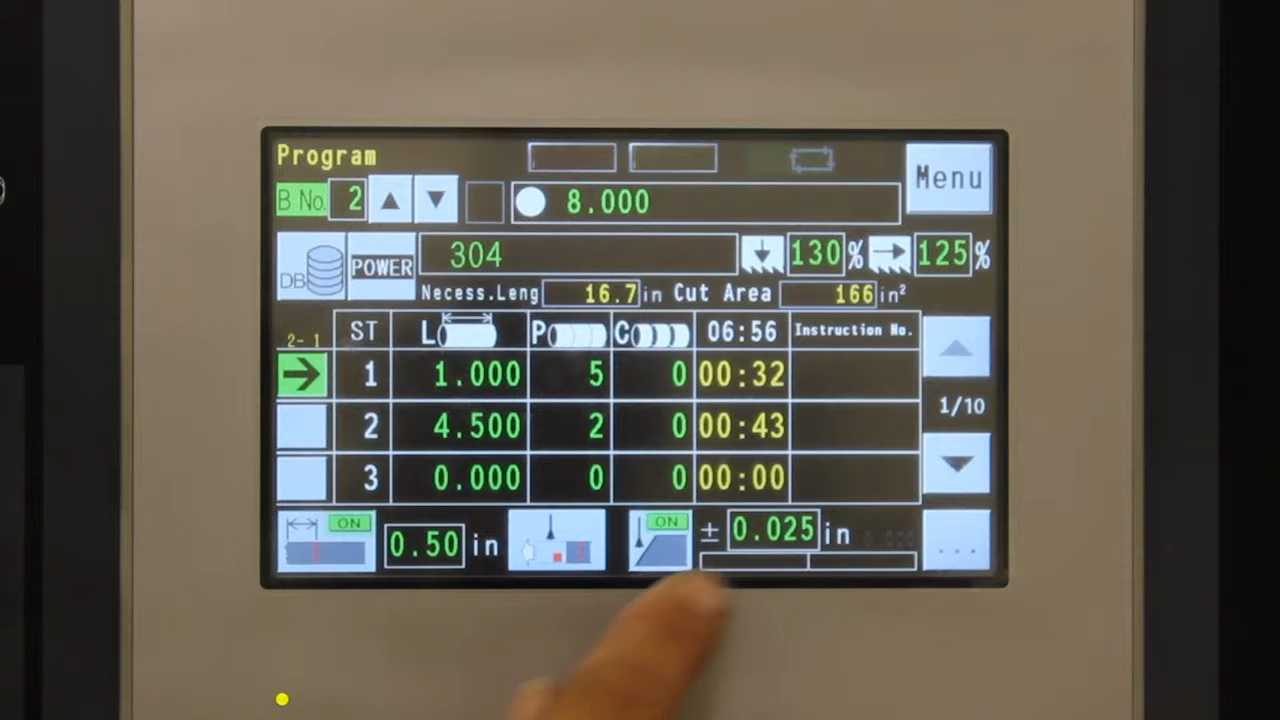 Program
Menu
B No. 2 ▲ ▼ 8.000
DB POWER 304 130 % 125 %
Necess.Leng 16.7 in Cut Area 166 in²
2- 1 ST L P C 06:56 Instruction No.
1 1.000 5 0 00:32
1/10
2 4.500 2 0 00:43
3 0.000 0 0 00:00
ON 0.50 in ON ± 0.025 in ...